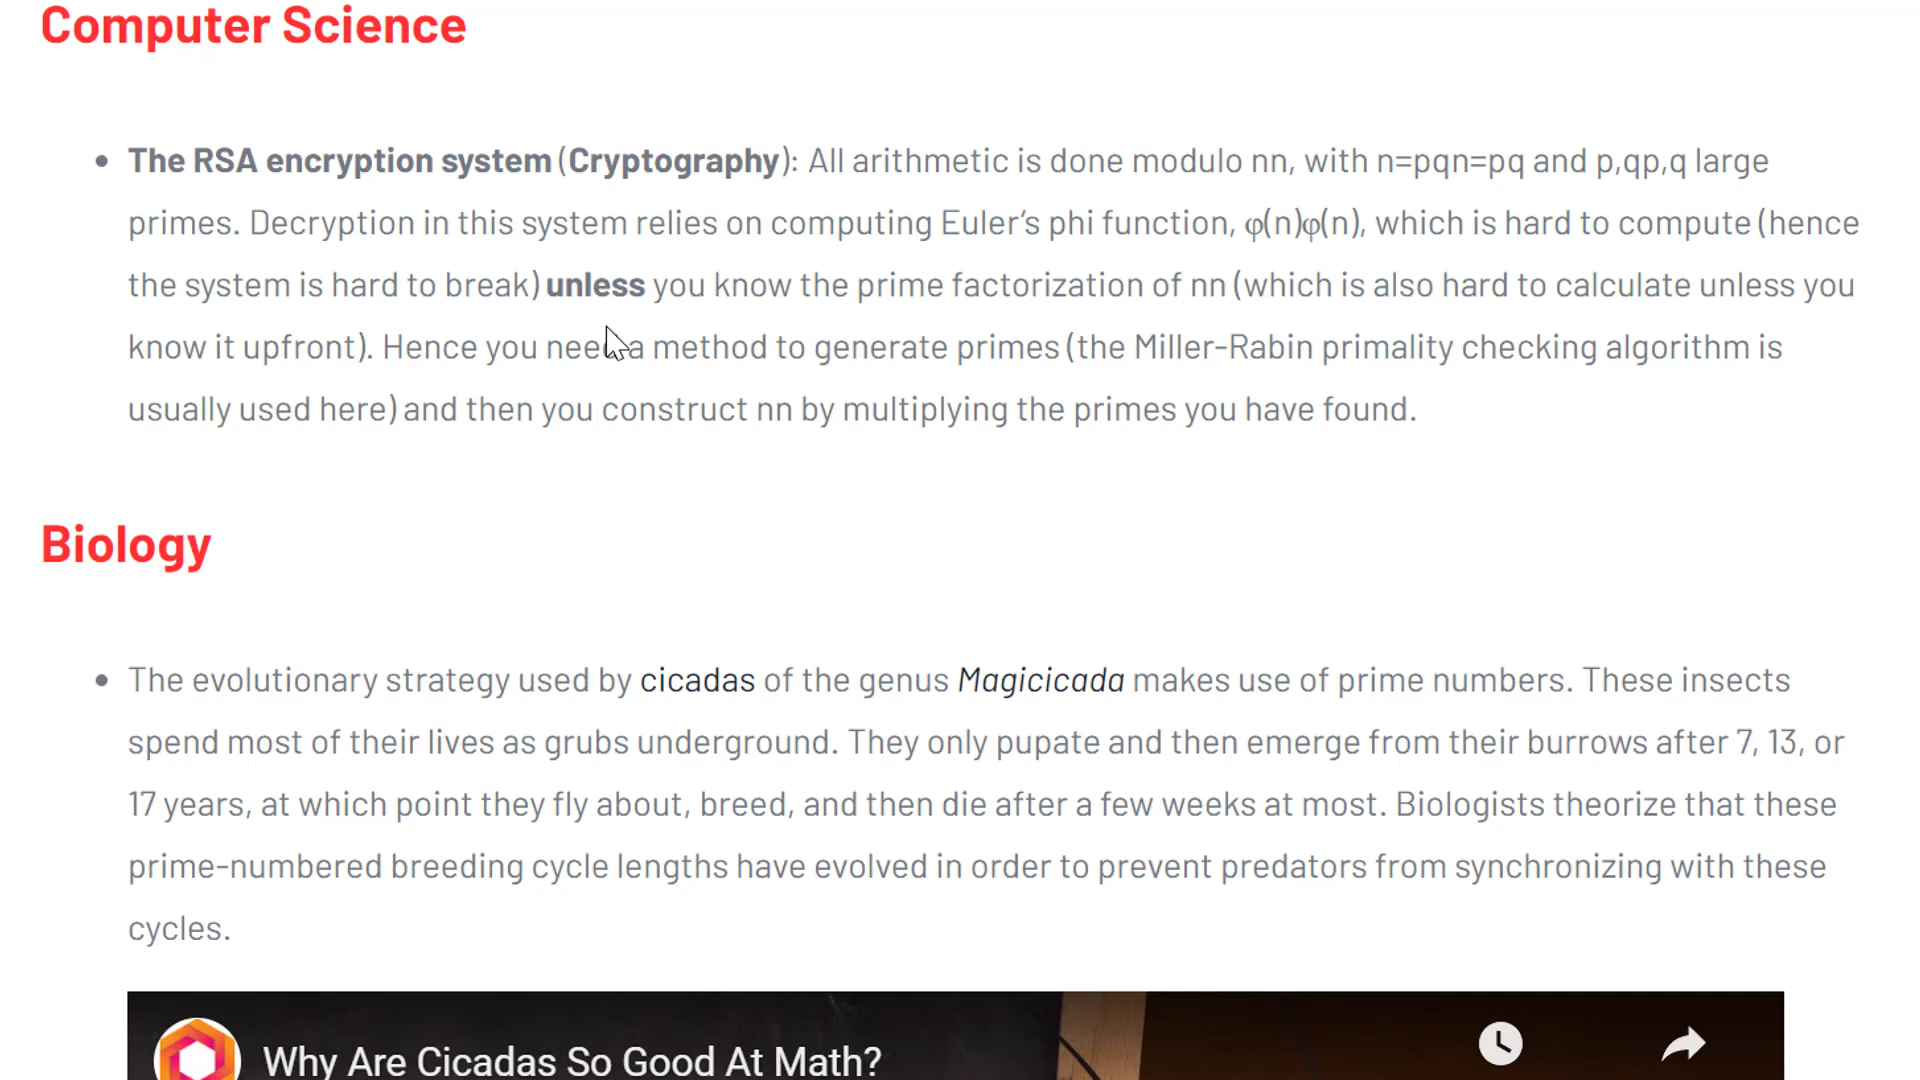 Computer Science
The RSA encryption system (Cryptography): All arithmetic is done modulo nn, with n=pqn=pq and p,qp,q large
primes. Decryption in this system relies on computing Euler’s phi function, φ(n)φ(n), which is hard to compute (hence
the system is hard to break) unless you know the prime factorization of nn (which is also hard to calculate unless you
know it upfront). Hence you need a method to generate primes (the Miller-Rabin primality checking algorithm is
usually used here) and then you construct nn by multiplying the primes you have found.
Biology
The evolutionary strategy used by cicadas of the genus Magicicada makes use of prime numbers. These insects
spend most of their lives as grubs underground. They only pupate and then emerge from their burrows after 7, 13, or
17 years, at which point they fly about, breed, and then die after a few weeks at most. Biologists theorize that these
prime-numbered breeding cycle lengths have evolved in order to prevent predators from synchronizing with these
cycles.
Why Are Cicadas So Good At Math?